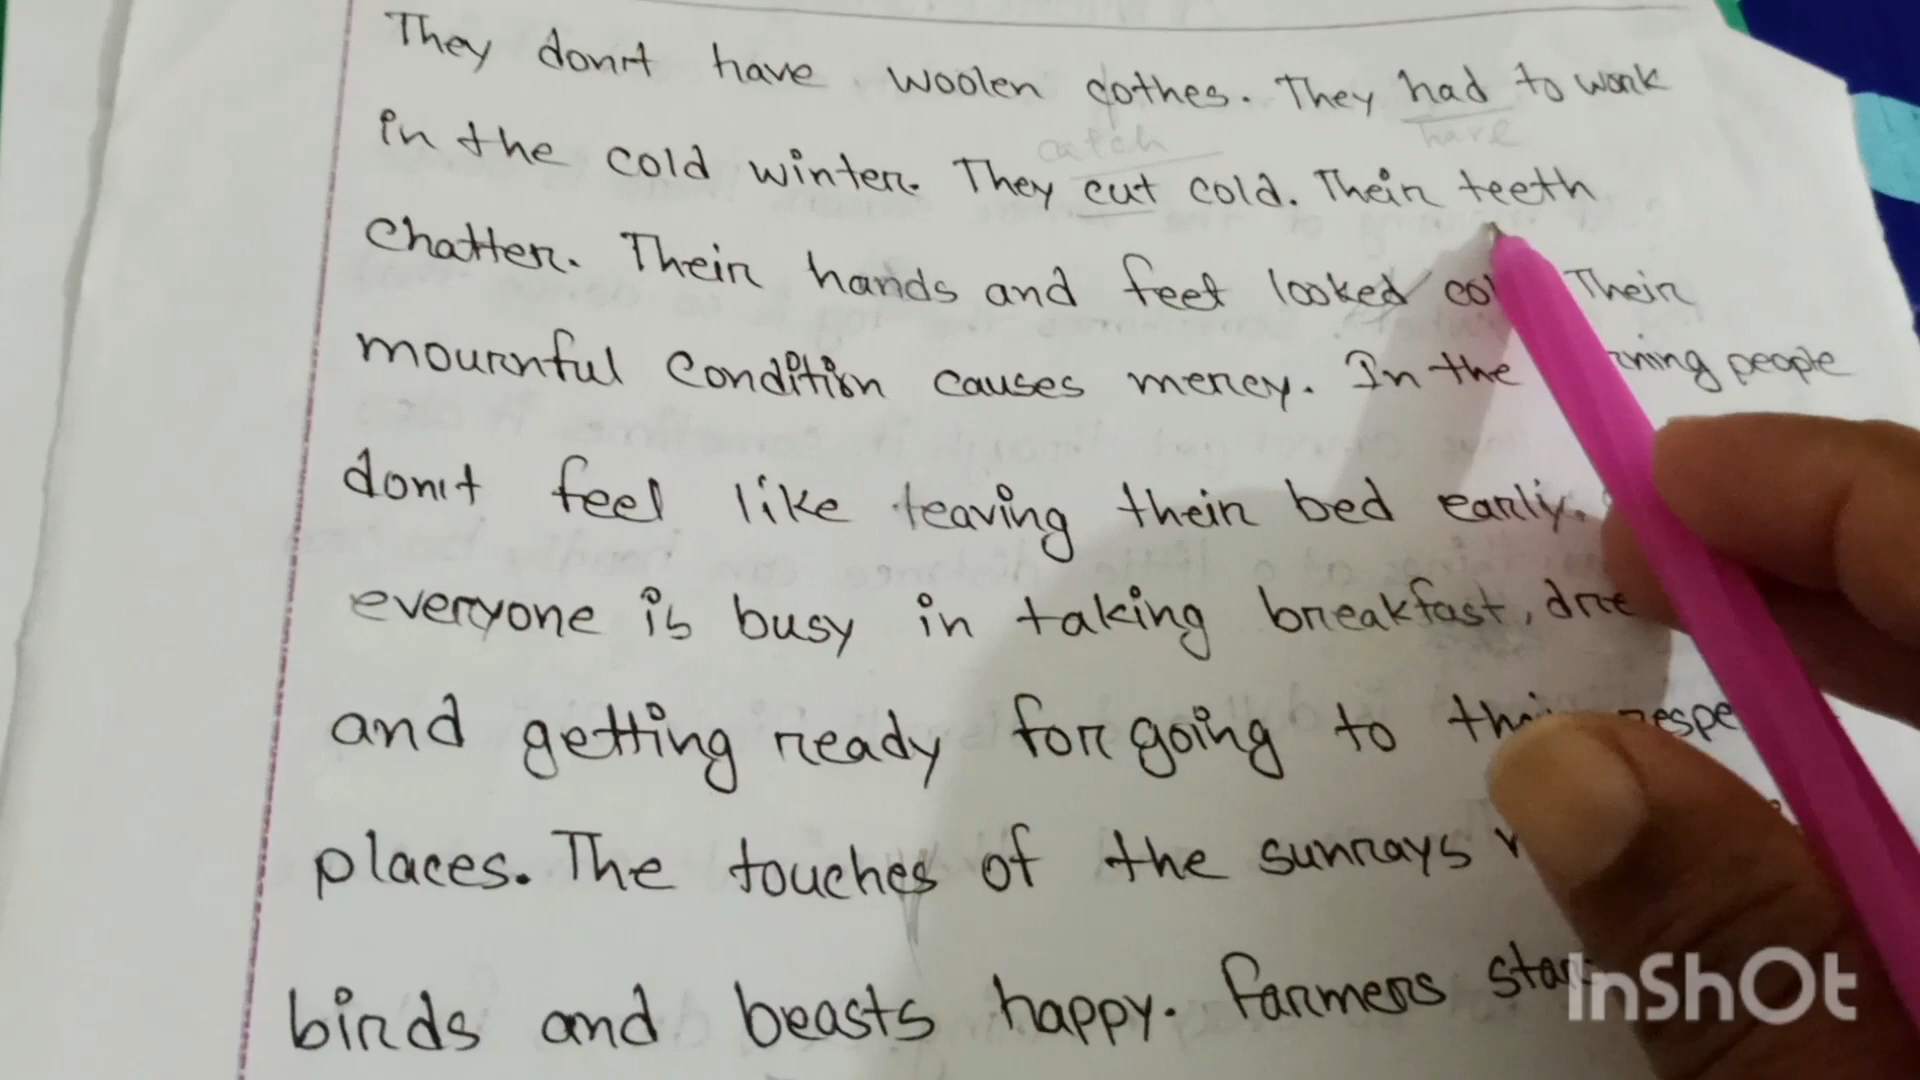 They don't have woolen clothes. They had to work
catch have
in the cold winter. They cut cold. Their teeth
chatter. Their hands and feet looked Their
mournful condition causes mercy. In the people
don't feel like leaving their bed early.
everyone is busy in taking breakfast,
and getting ready for going to
places. The touches of the sunrays
birds and beasts happy. Farmers
InShOt